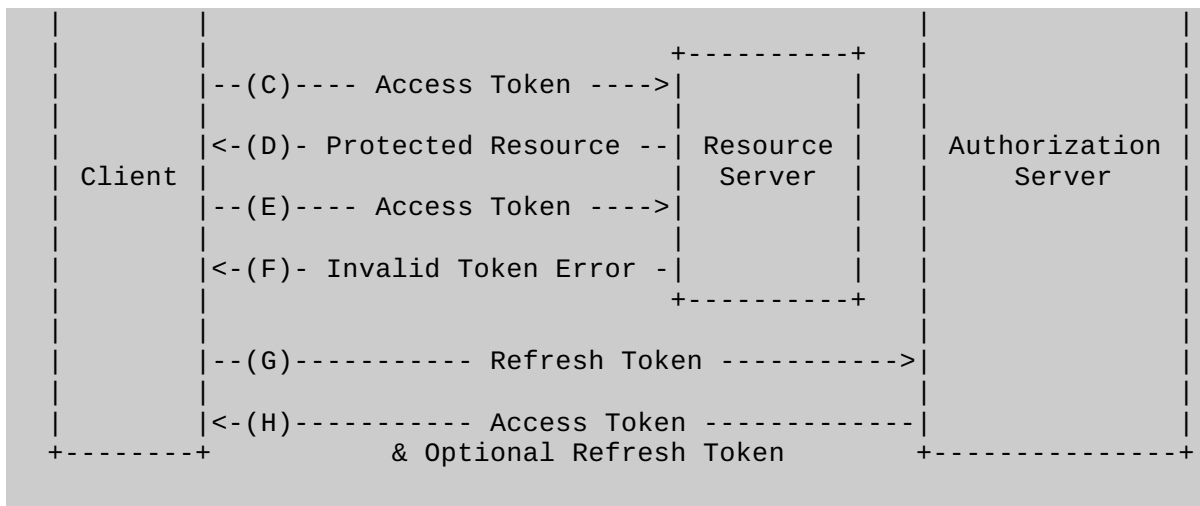 |        |                                           |               |
|        |                            +----------+   |               |
|        |--(C)---- Access Token ---->|          |   |               |
|        |                            |          |   |               |
|        |<-(D)- Protected Resource --| Resource |   | Authorization |
| Client |                            |  Server  |   |     Server    |
|        |--(E)---- Access Token ---->|          |   |               |
|        |                            |          |   |               |
|        |<-(F)- Invalid Token Error -|          |   |               |
|        |                            +----------+   |               |
|        |                                           |               |
|        |--(G)----------- Refresh Token ----------->|               |
|        |                                           |               |
|        |<-(H)----------- Access Token -------------|               |
+--------+           & Optional Refresh Token        +---------------+